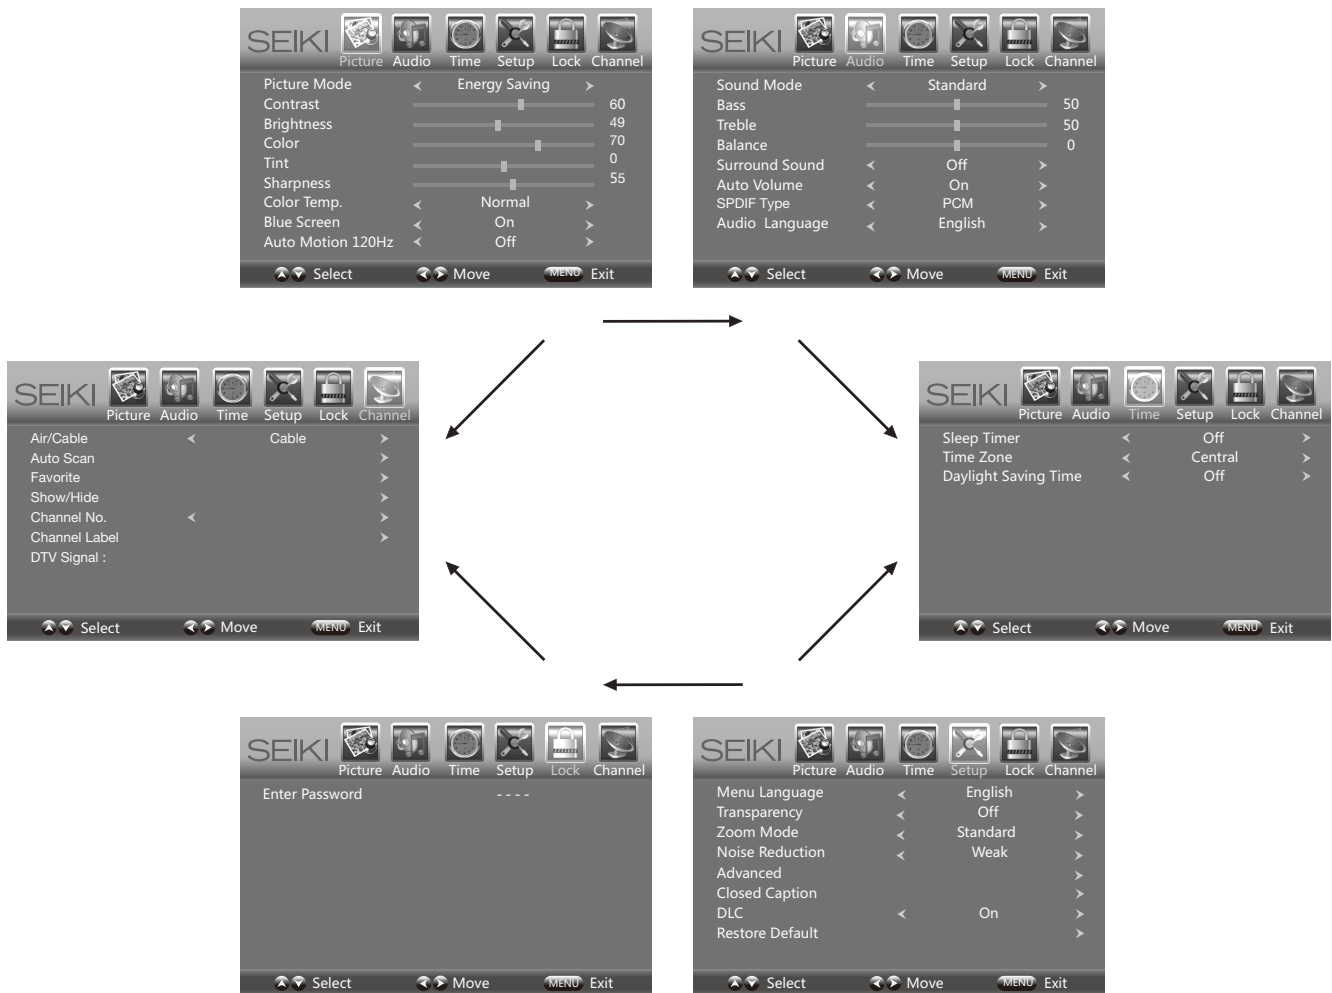 SEIKI
Picture Audio Time Setup Lock Channel
Picture Mode Energy Saving
Contrast 60
Brightness 49
Color 70
Tint 0
Sharpness 55
Color Temp. Normal
Blue Screen On
Auto Motion 120Hz Off
Select Move MENU Exit
SEIKI
Picture Audio Time Setup Lock Channel
Sound Mode Standard
Bass 50
Treble 50
Balance 0
Surround Sound Off
Auto Volume On
SPDIF Type PCM
Audio Language English
Select Move MENU Exit
SEIKI
Picture Audio Time Setup Lock Channel
Air/Cable Cable
Auto Scan
Favorite
Show/Hide
Channel No.
Channel Label
DTV Signal :
Select Move MENU Exit
SEIKI
Picture Audio Time Setup Lock Channel
Sleep Timer Off
Time Zone Central
Daylight Saving Time Off
Select Move MENU Exit
SEIKI
Picture Audio Time Setup Lock Channel
Enter Password - - - -
Select Move MENU Exit
SEIKI
Picture Audio Time Setup Lock Channel
Menu Language English
Transparency Off
Zoom Mode Standard
Noise Reduction Weak
Advanced
Closed Caption
DLC On
Restore Default
Select Move MENU Exit